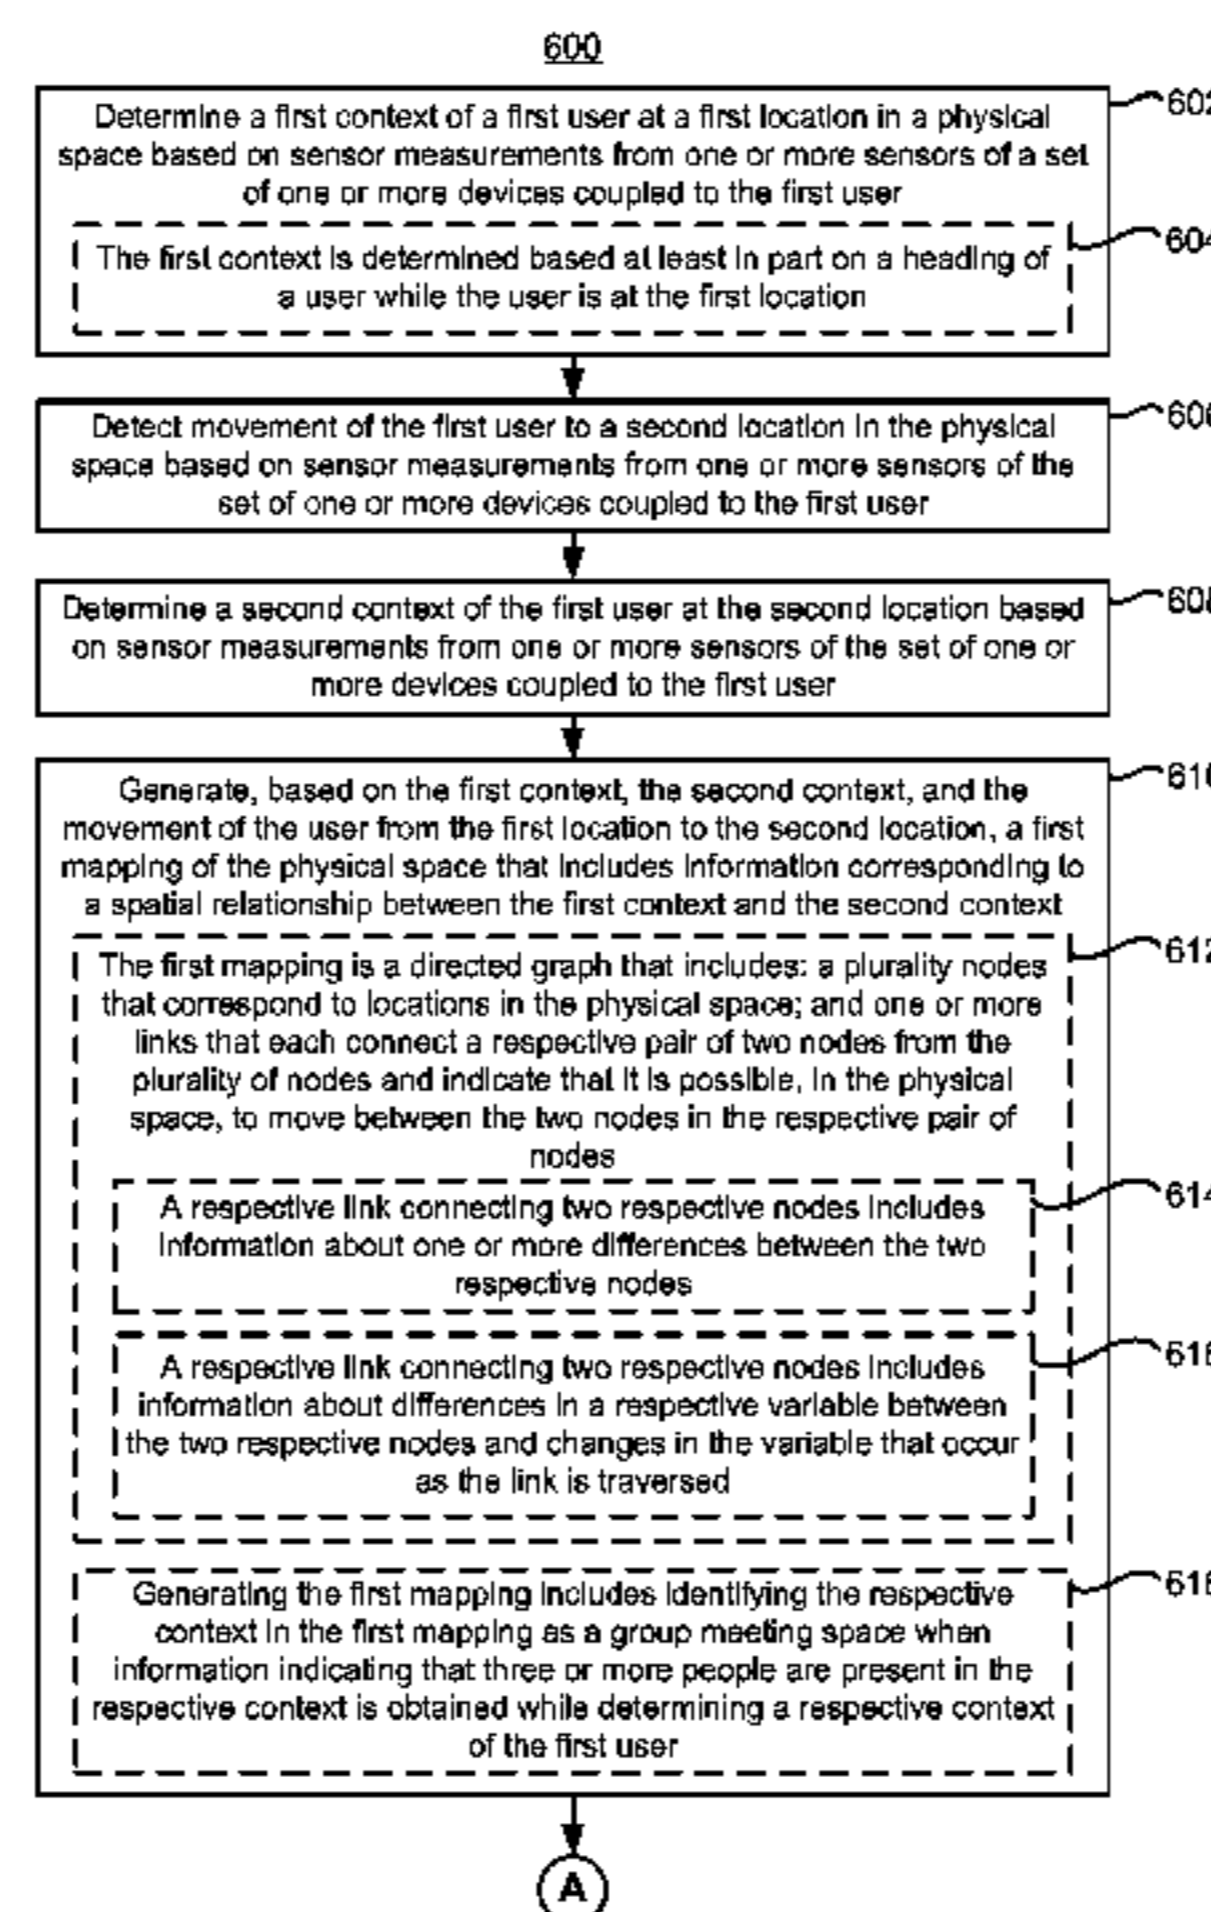 600
Determine a first context of a first user at a first location in a physical
space based on sensor measurements from one or more sensors of a set
of one or more devices coupled to the first user
602
The first context is determined based at least in part on a heading of
a user while the user is at the first location
604
Detect movement of the first user to a second location in the physical
space based on sensor measurements from one or more sensors of the
set of one or more devices coupled to the first user
606
Determine a second context of the first user at the second location based
on sensor measurements from one or more sensors of the set of one or
more devices coupled to the first user
608
Generate, based on the first context, the second context, and the
movement of the user from the first location to the second location, a first
mapping of the physical space that includes information corresponding to
a spatial relationship between the first context and the second context
610
The first mapping is a directed graph that includes: a plurality nodes
that correspond to locations in the physical space; and one or more
links that each connect a respective pair of two nodes from the
plurality of nodes and indicate that it is possible, in the physical
space, to move between the two nodes in the respective pair of
nodes
612
A respective link connecting two respective nodes includes
information about one or more differences between the two
respective nodes
614
A respective link connecting two respective nodes includes
information about differences in a respective variable between
the two respective nodes and changes in the variable that occur
as the link is traversed
616
Generating the first mapping includes identifying the respective
context in the first mapping as a group meeting space when
information indicating that three or more people are present in the
respective context is obtained while determining a respective context
of the first user
618
A